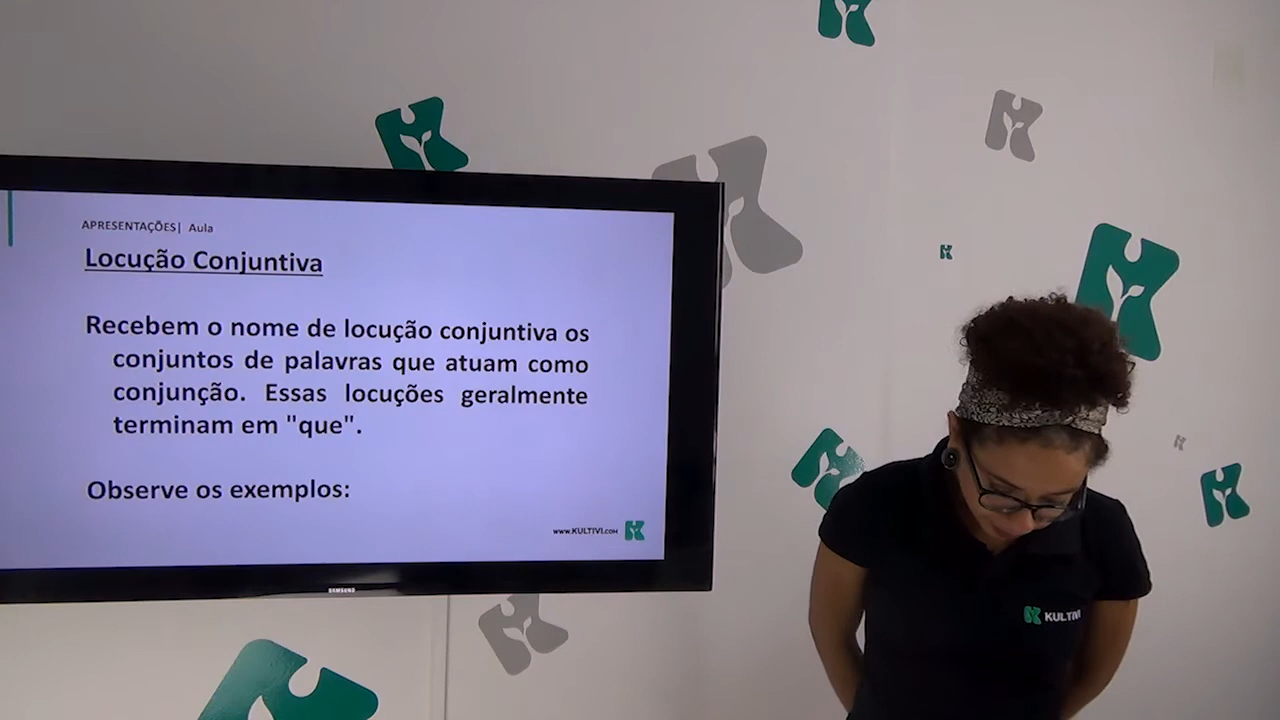 APRESENTAÇÕES| Aula
Locução Conjuntiva
Recebem o nome de locução conjuntiva os
conjuntos de palavras que atuam como
conjunção. Essas locuções geralmente
terminam em "que".
Observe os exemplos:
www.KULTIVI.COM
SAMSUNG
KULTIVI